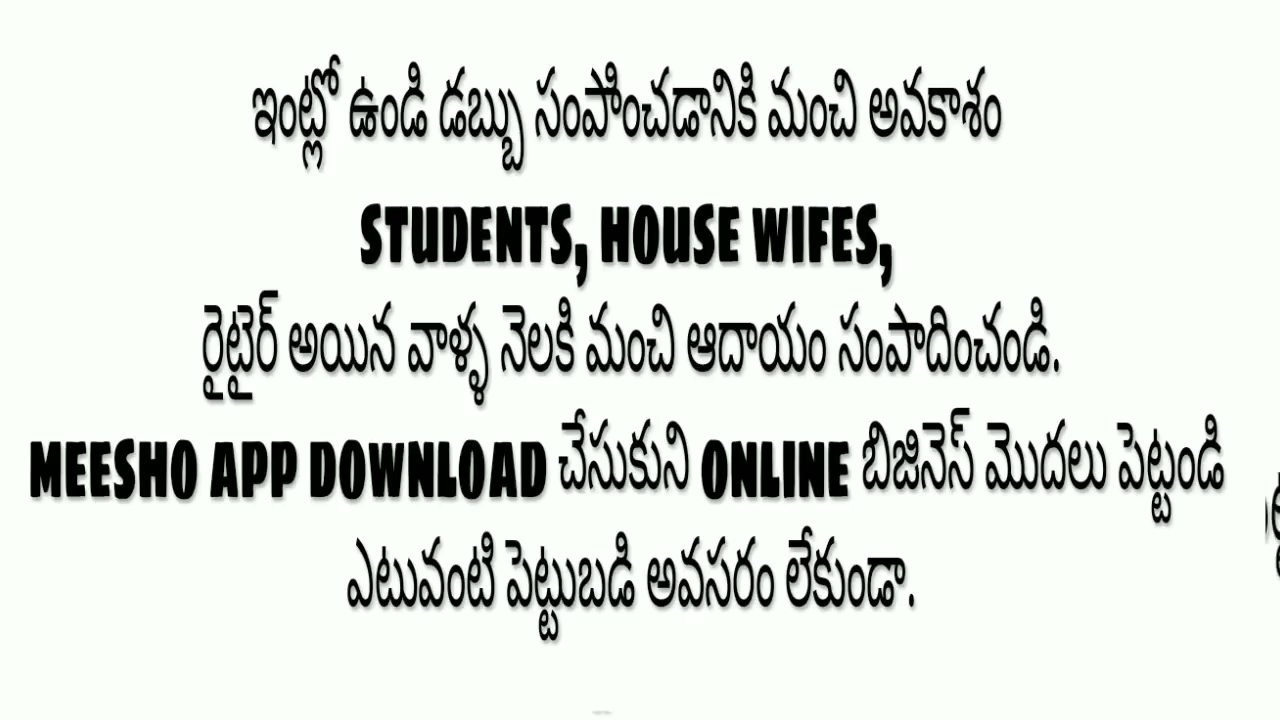 ఇంట్లో ఉండి డబ్బు సంపాించడానికి మంచి అవకాశం
STUDENTS, HOUSE WIFES,
రైటైర్ అయిన వాళ్ళ నెలకి మంచి ఆదాయం సంపాదించండి.
MEESHO APP DOWNLOAD చేసుకుని ONLINE బిజినెస్ మొదలు పెట్టండి
ఎటువంటి పెట్టుబడి అవసరం లేకుండా.